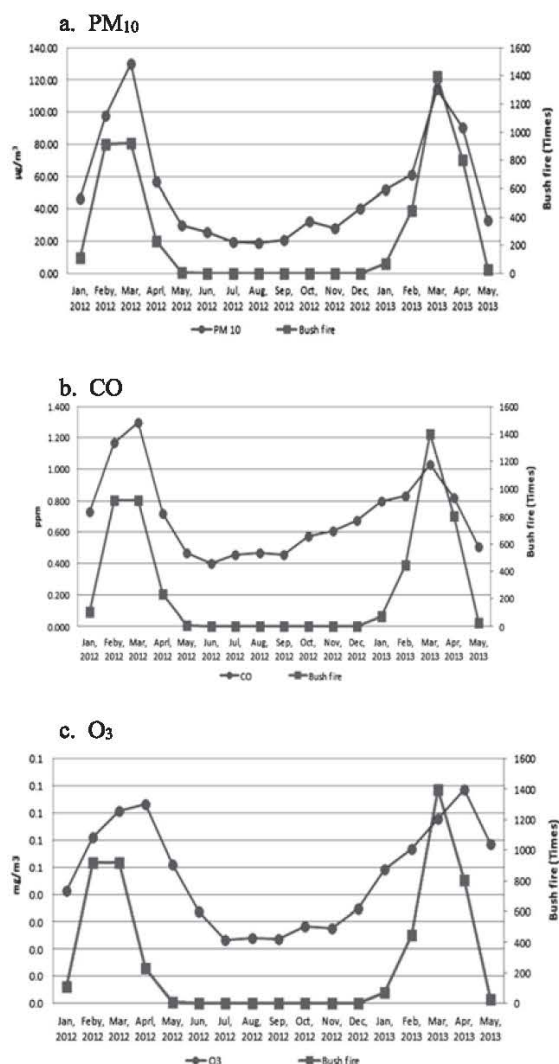 a. PM10
140.00
120.00
100.00
80.00
60.00
40.00
20.00
0.00
µg/m³
1600
1400
1200
1000
800
600
400
200
0
Bush fire (Times)
Jan, Feby, Mar, Aprl, May, Jun, Jul, Aug, Sep, Oct, Nov, Dec, Jan, Feb, Mar, Apr, May,
2012 2012 2012 2012 2012 2012 2012 2012 2012 2012 2012 2012 2013 2013 2013 2013 2013
PM 10 Bush fire
b. CO
1.400
1.200
1.000
0.800
0.600
0.400
0.200
0.000
ppm
1600
1400
1200
1000
800
600
400
200
0
Bush fire (Times)
Jan, Feby, Mar, Aprl, May, Jun, Jul, Aug, Sep, Oct, Nov, Dec, Jan, Feb, Mar, Apr, May,
2012 2012 2012 2012 2012 2012 2012 2012 2012 2012 2012 2012 2013 2013 2013 2013 2013
CO Bush fire
c. O3
0.1
0.1
0.1
0.1
0.1
0.0
0.0
0.0
0.0
0.0
mg/m3
1600
1400
1200
1000
800
600
400
200
0
Bush fire (Times)
Jan, Feby, Mar, Aprl, May, Jun, Jul, Aug, Sep, Oct, Nov, Dec, Jan, Feb, Mar, Apr, May,
2012 2012 2012 2012 2012 2012 2012 2012 2012 2012 2012 2012 2013 2013 2013 2013 2013
O3 Bush fire